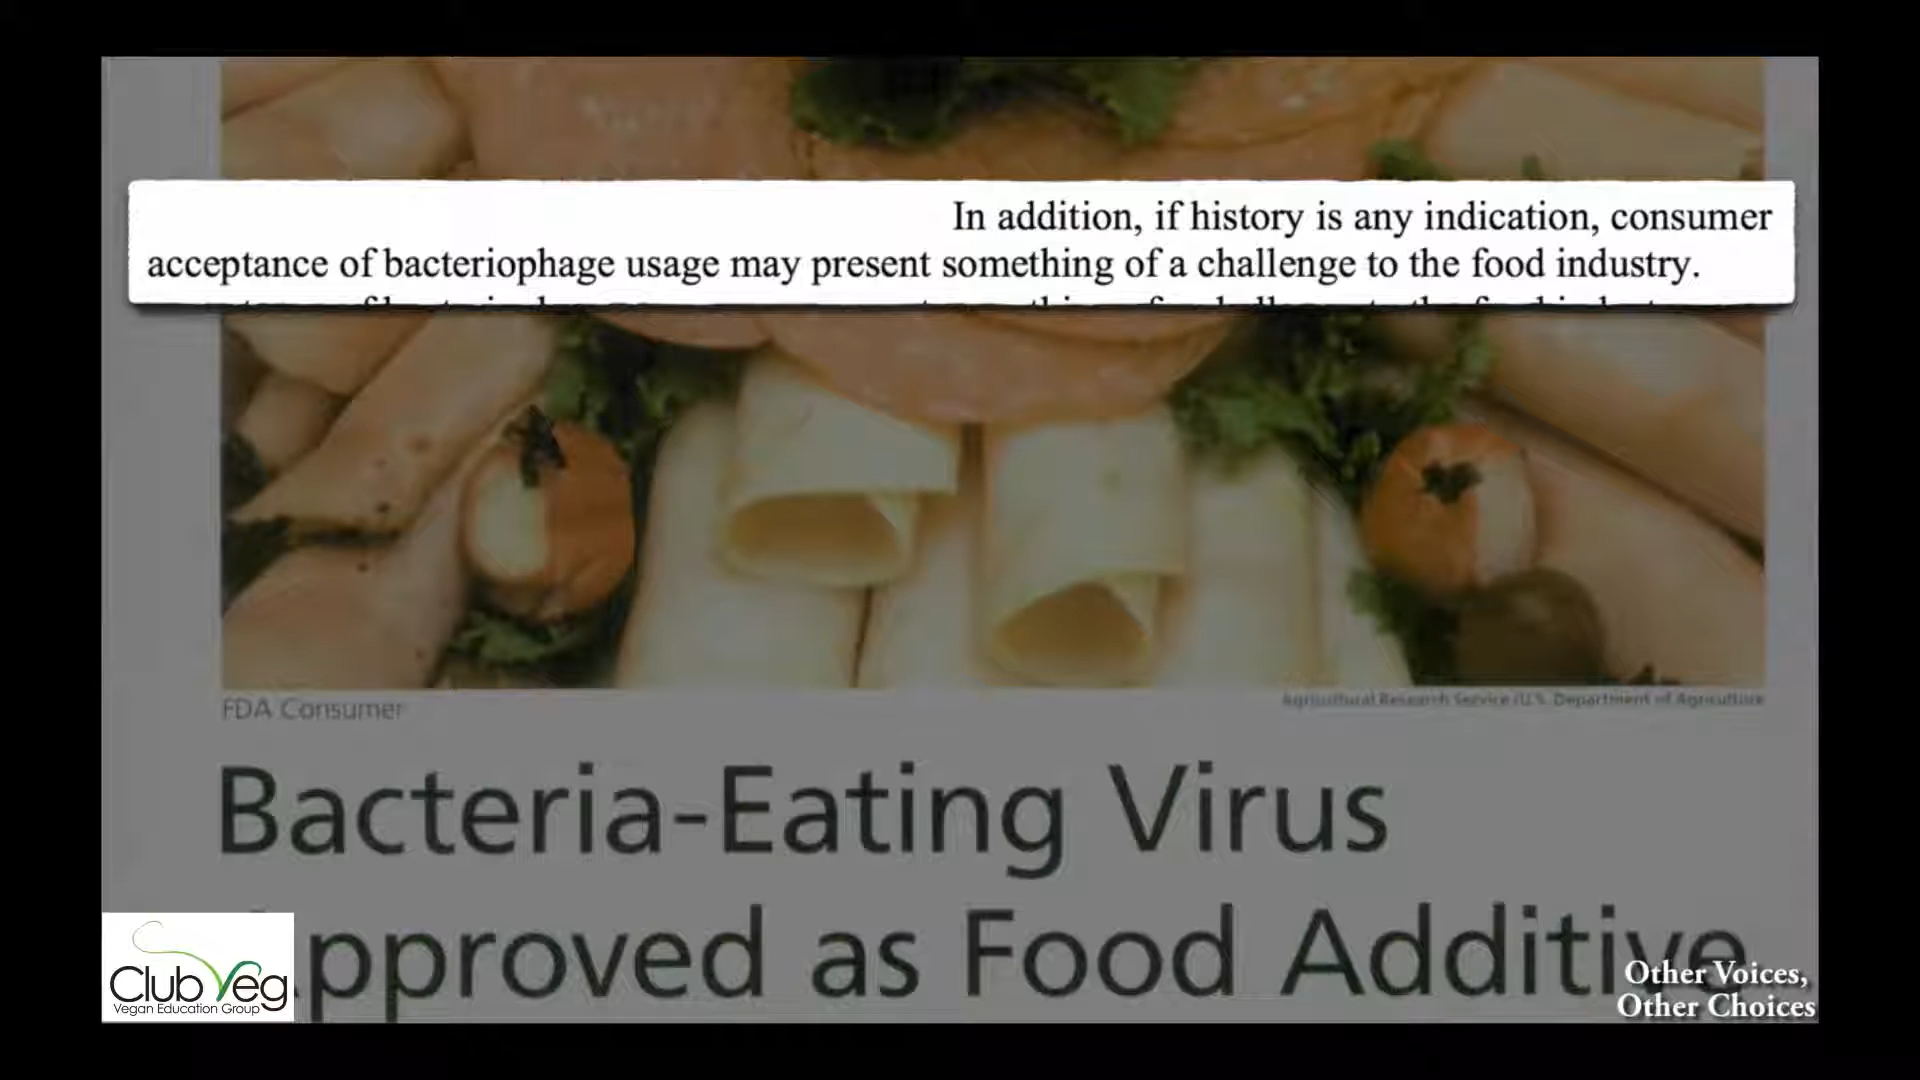 In addition, if history is any indication, consumer
acceptance of bacteriophage usage may present something of a challenge to the food industry.
FDA Consumer
Agricultural Research Service /U.S. Department of Agriculture
Bacteria-Eating Virus
Approved as Food Additive
Club Veg
Vegan Education Group
Other Voices,
Other Choices